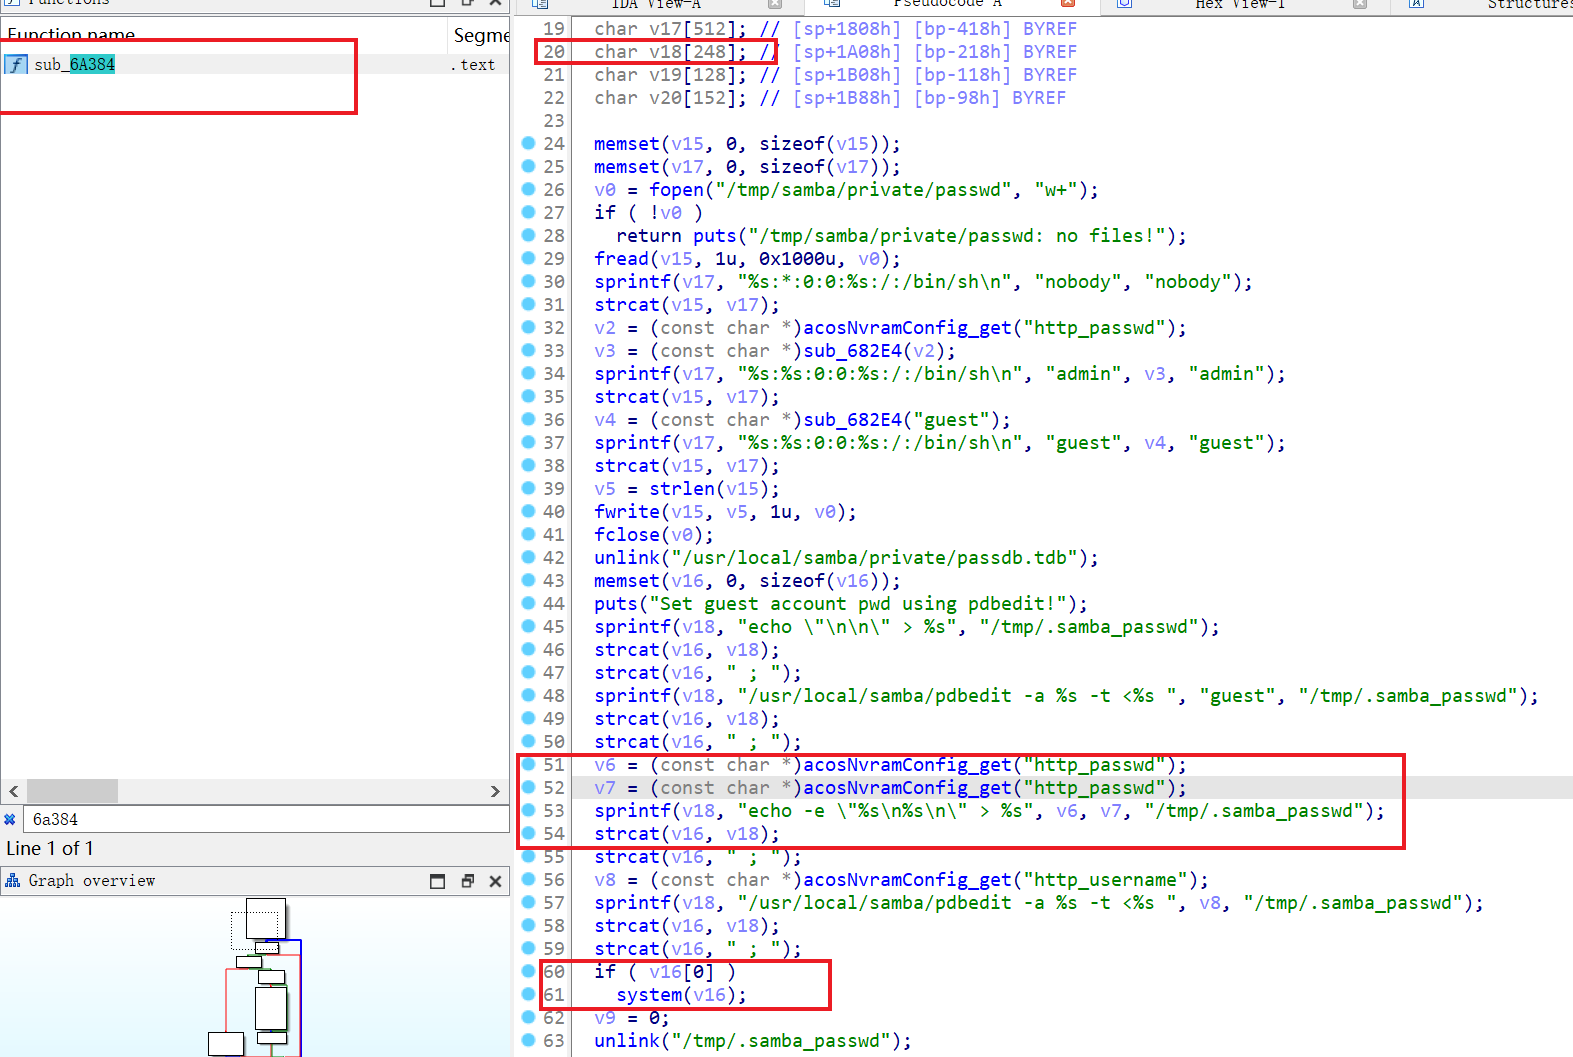 Functions
Function name
Segme
f sub_6A384
.text
6a384
Line 1 of 1
Graph overview
IDA View-A
Pseudocode A
Hex View-1
Structures
19 char v17[512]; // [sp+1808h] [bp-418h] BYREF
20 char v18[248]; // [sp+1A08h] [bp-218h] BYREF
21 char v19[128]; // [sp+1B08h] [bp-118h] BYREF
22 char v20[152]; // [sp+1B88h] [bp-98h] BYREF
23
24 memset(v15, 0, sizeof(v15));
25 memset(v17, 0, sizeof(v17));
26 v0 = fopen("/tmp/samba/private/passwd", "w+");
27 if ( !v0 )
28 return puts("/tmp/samba/private/passwd: no files!");
29 fread(v15, 1u, 0x1000u, v0);
30 sprintf(v17, "%s:*:0:0:%s:/:/bin/sh\n", "nobody", "nobody");
31 strcat(v15, v17);
32 v2 = (const char *)acosNvramConfig_get("http_passwd");
33 v3 = (const char *)sub_682E4(v2);
34 sprintf(v17, "%s:%s:0:0:%s:/:/bin/sh\n", "admin", v3, "admin");
35 strcat(v15, v17);
36 v4 = (const char *)sub_682E4("guest");
37 sprintf(v17, "%s:%s:0:0:%s:/:/bin/sh\n", "guest", v4, "guest");
38 strcat(v15, v17);
39 v5 = strlen(v15);
40 fwrite(v15, v5, 1u, v0);
41 fclose(v0);
42 unlink("/usr/local/samba/private/passdb.tdb");
43 memset(v16, 0, sizeof(v16));
44 puts("Set guest account pwd using pdbedit!");
45 sprintf(v18, "echo \"\n\n\" > %s", "/tmp/.samba_passwd");
46 strcat(v16, v18);
47 strcat(v16, " ; ");
48 sprintf(v18, "/usr/local/samba/pdbedit -a %s -t <%s ", "guest", "/tmp/.samba_passwd");
49 strcat(v16, v18);
50 strcat(v16, " ; ");
51 v6 = (const char *)acosNvramConfig_get("http_passwd");
52 v7 = (const char *)acosNvramConfig_get("http_passwd");
53 sprintf(v18, "echo -e \"%s\n%s\n\" > %s", v6, v7, "/tmp/.samba_passwd");
54 strcat(v16, v18);
55 strcat(v16, " ; ");
56 v8 = (const char *)acosNvramConfig_get("http_username");
57 sprintf(v18, "/usr/local/samba/pdbedit -a %s -t <%s ", v8, "/tmp/.samba_passwd");
58 strcat(v16, v18);
59 strcat(v16, " ; ");
60 if ( v16[0] )
61 system(v16);
62 v9 = 0;
63 unlink("/tmp/.samba_passwd");